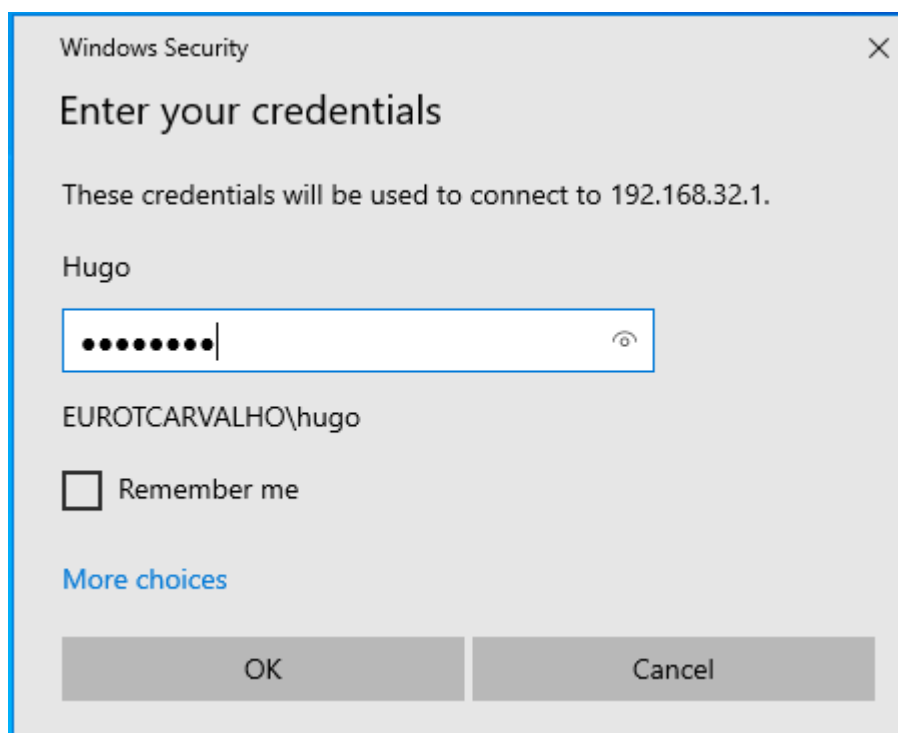 Windows Security
Enter your credentials
These credentials will be used to connect to 192.168.32.1.
Hugo
●●●●●●●●
EUROTCARVALHO\hugo
Remember me
More choices
OK Cancel